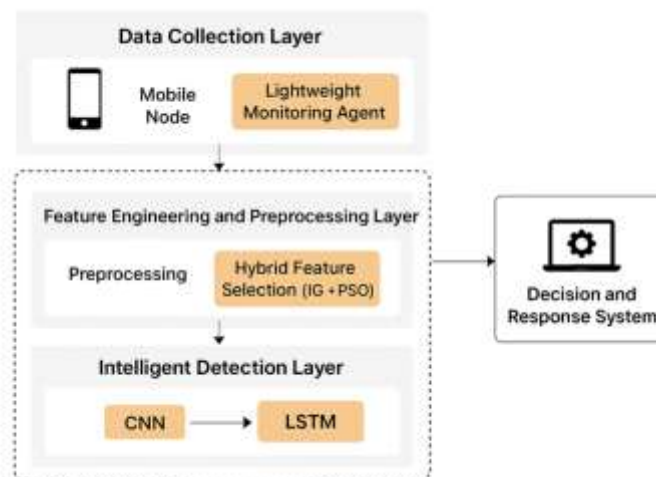 Data Collection Layer
Mobile
Node
Lightweight
Monitoring Agent
Feature Engineering and Preprocessing Layer
Preprocessing
Hybrid Feature
Selection (IG +PSO)
Intelligent Detection Layer
CNN
LSTM
Decision and
Response System